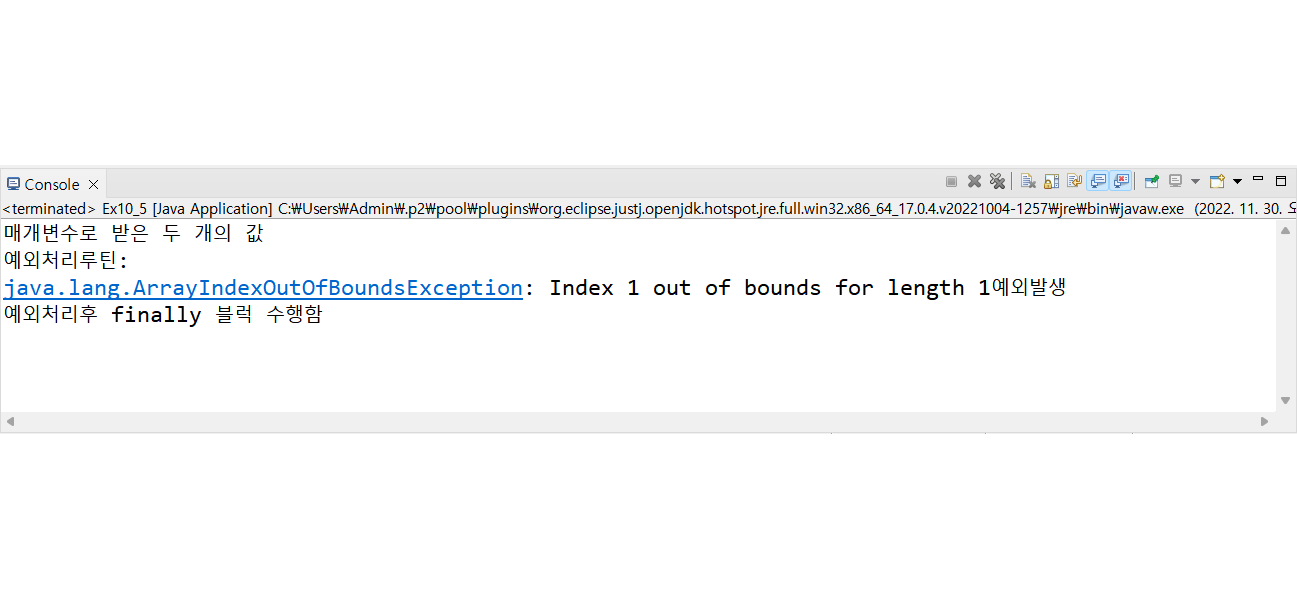 Console
<terminated> Ex10_5 [Java Application] C:₩Users₩Admin₩.p2₩pool₩plugins₩org.eclipse.justj.openjdk.hotspot.jre.full.win32.x86_64_17.0.4.v20221004-1257₩jre₩bin₩javaw.exe (2022. 11. 30.
매개변수로 받은 두 개의 값
예외처리루틴:
java.lang.ArrayIndexOutOfBoundsException: Index 1 out of bounds for length 1예외발생
예외처리후 finally 블럭 수행함